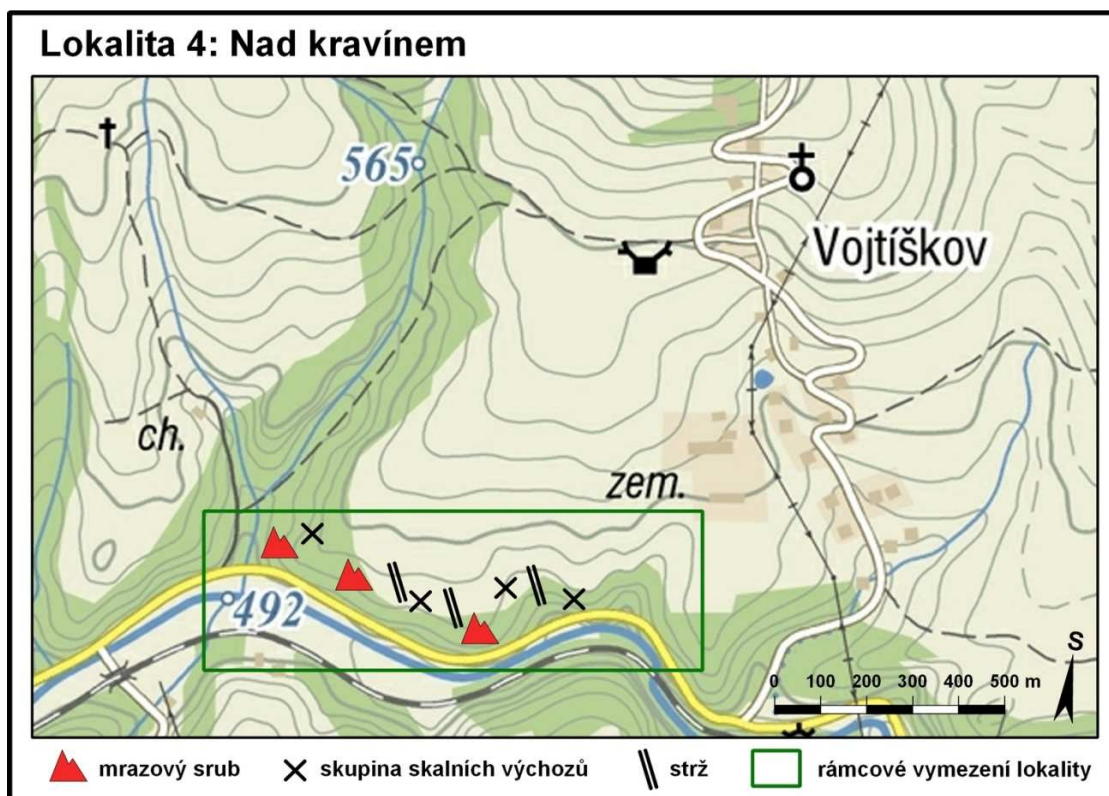 Lokalita 4: Nad kravínem
565
Vojtíškov
ch.
zem.
492
S
0 100 200 300 400 500 m
mrazový srub
skupina skalních výchozů
strž
rámcové vymezení lokality